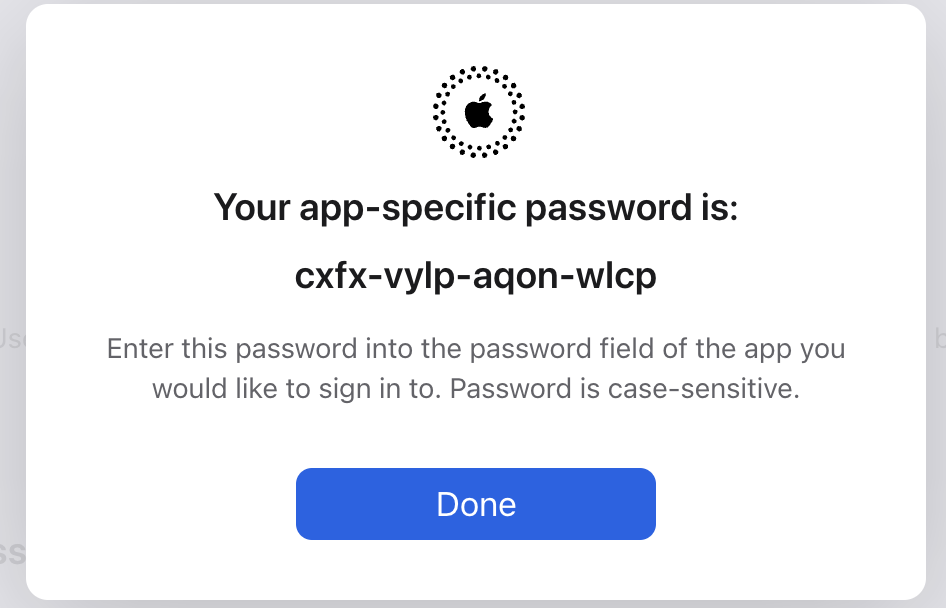 Your app-specific password is:
cxfx-vylp-aqon-wlcp
Enter this password into the password field of the app you
would like to sign in to. Password is case-sensitive.
Done